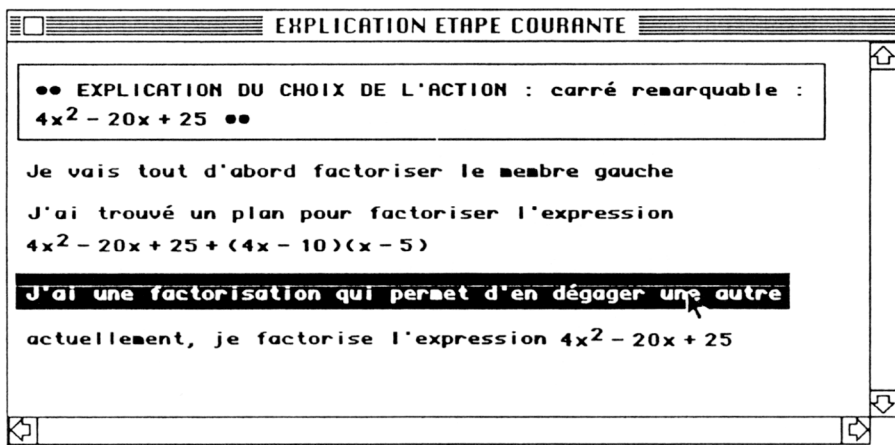 EXPLICATION ETAPE COURANTE
●● EXPLICATION DU CHOIX DE L'ACTION : carré remarquable :
4x² – 20x + 25 ●●
Je vais tout d'abord factoriser le membre gauche
J'ai trouvé un plan pour factoriser l'expression
4x² – 20x + 25 + (4x – 10)(x – 5)
J'ai une factorisation qui permet d'en dégager une autre
actuellement, je factorise l'expression 4x² – 20x + 25